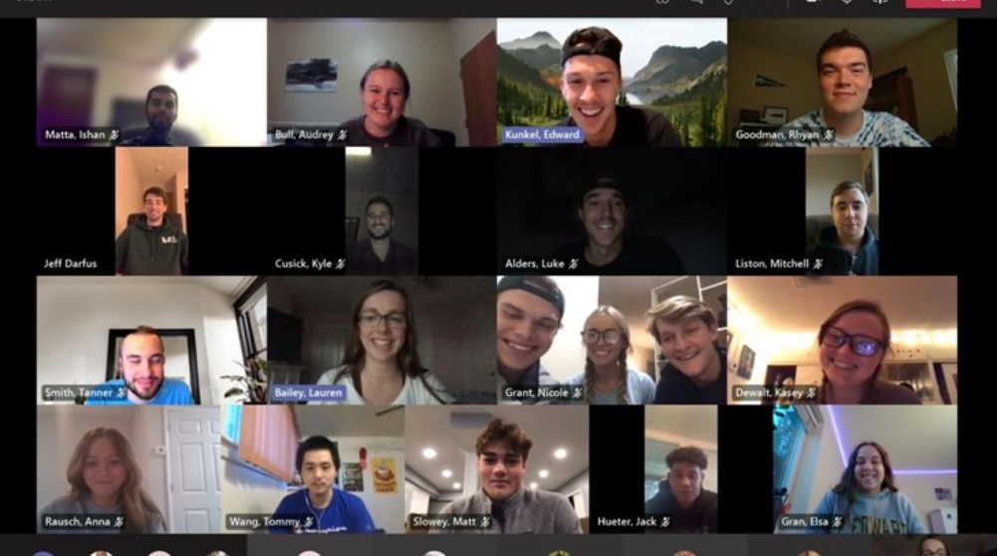 Matta, Ishan
Bull, Audrey
Kunkel, Edward
Goodman, Rhyan
Jeff Darfus
Cusick, Kyle
Alders, Luke
Liston, Mitchell
Smith, Tanner
Bailey, Lauren
Grant, Nicole
Dewalt, Kasey
Rausch, Anna
Wang, Tommy
Slowey, Matt
Hueter, Jack
Gran, Elsa